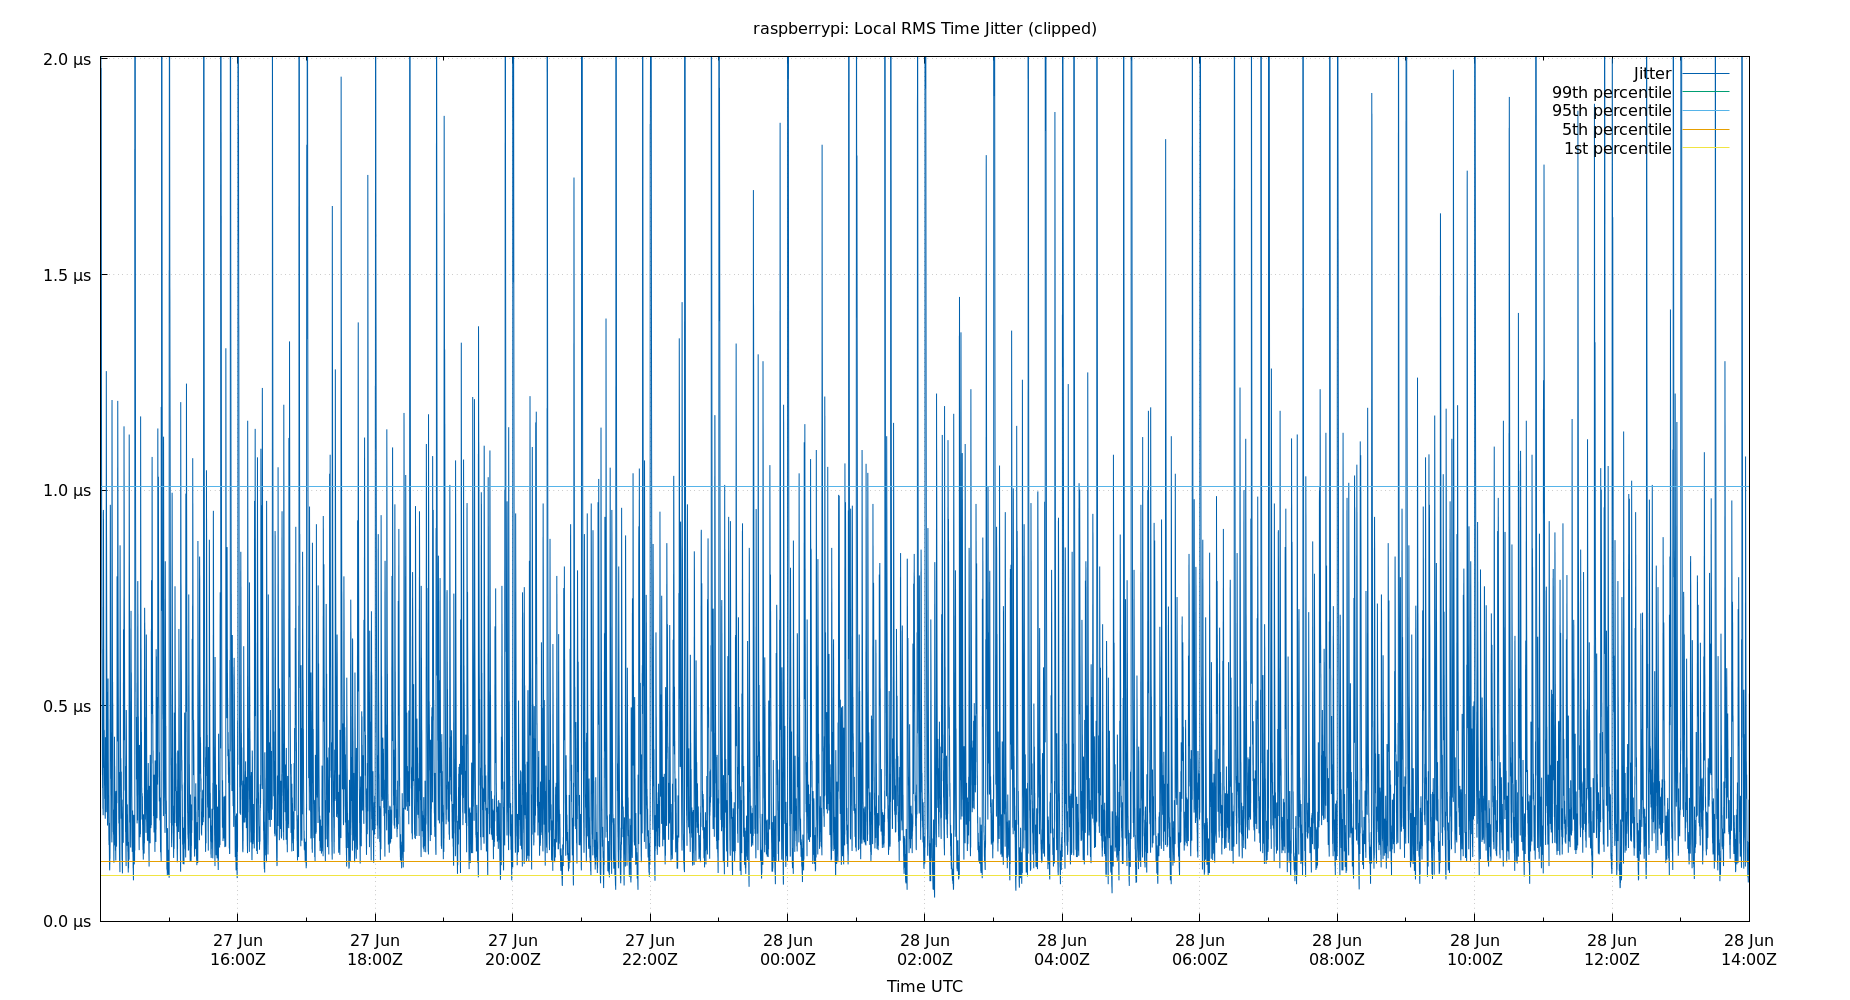 raspberrypi: Local RMS Time Jitter (clipped)
2.0 µs
1.5 µs
1.0 µs
0.5 µs
0.0 µs
Jitter
99th percentile
95th percentile
5th percentile
1st percentile
27 Jun 27 Jun 27 Jun 27 Jun 28 Jun 28 Jun 28 Jun 28 Jun 28 Jun 28 Jun 28 Jun 28 Jun
16:00Z 18:00Z 20:00Z 22:00Z 00:00Z 02:00Z 04:00Z 06:00Z 08:00Z 10:00Z 12:00Z 14:00Z
Time UTC